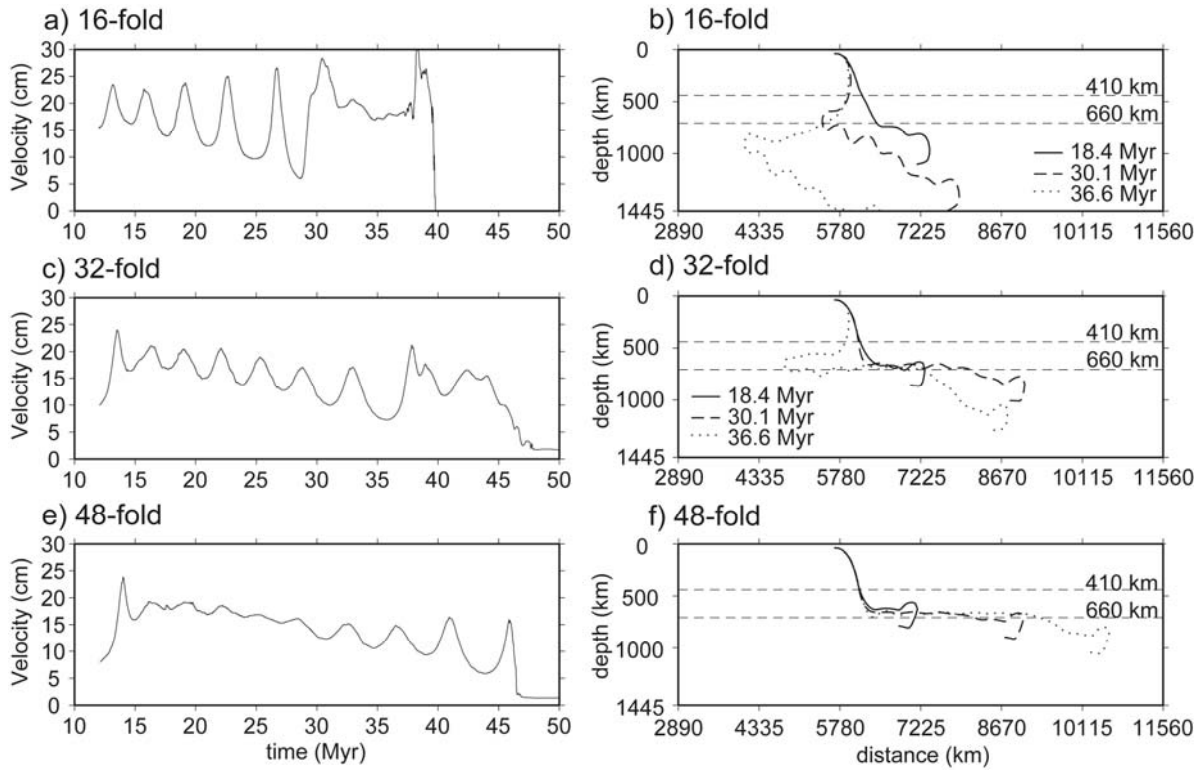 a) 16-fold
Velocity (cm)
30
25
20
15
10
5
0
10 15 20 25 30 35 40 45 50
b) 16-fold
depth (km)
0
500
1000
1445
410 km
660 km
18.4 Myr
30.1 Myr
36.6 Myr
2890 4335 5780 7225 8670 10115 11560
c) 32-fold
Velocity (cm)
30
25
20
15
10
5
0
10 15 20 25 30 35 40 45 50
d) 32-fold
depth (km)
0
500
1000
1445
410 km
660 km
18.4 Myr
30.1 Myr
36.6 Myr
2890 4335 5780 7225 8670 10115 11560
e) 48-fold
Velocity (cm)
30
25
20
15
10
5
0
10 15 20 25 30 35 40 45 50
time (Myr)
f) 48-fold
depth (km)
0
500
1000
1445
410 km
660 km
2890 4335 5780 7225 8670 10115 11560
distance (km)